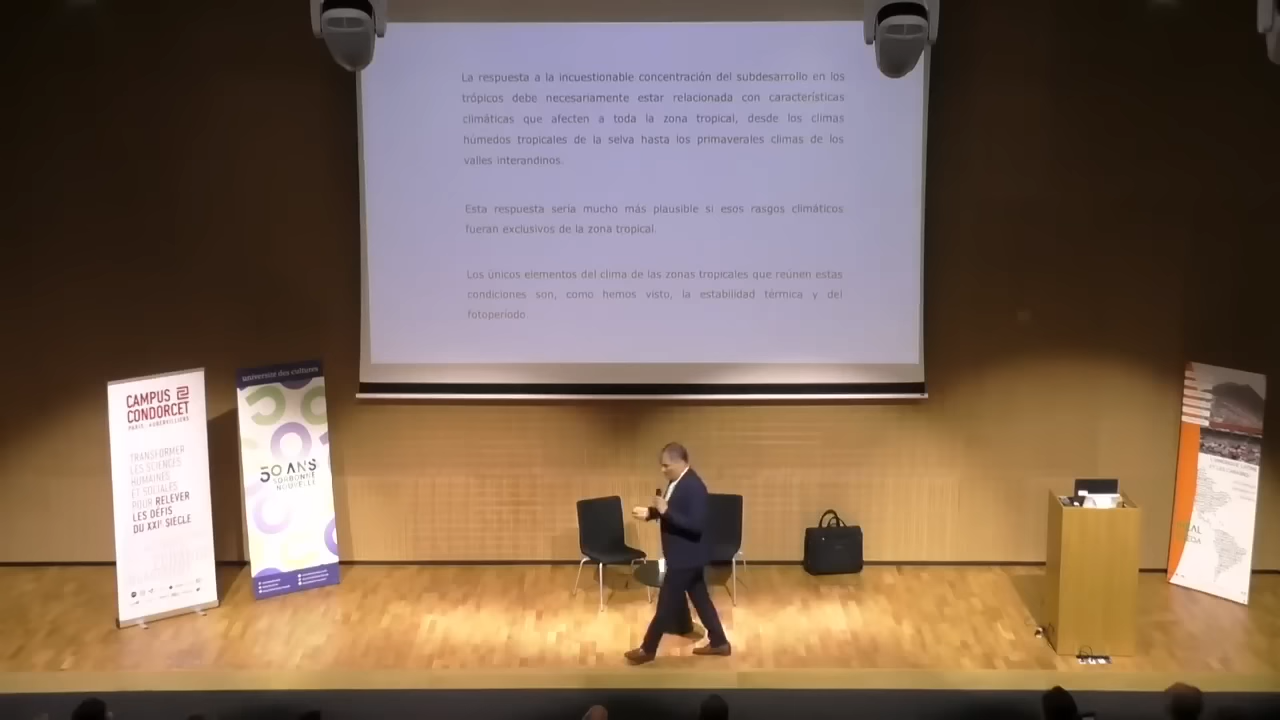 La respuesta a la incuestionable concentración del subdesarrollo en los
trópicos debe necesariamente estar relacionada con características
climáticas que afecten a toda la zona tropical, desde los climas
húmedos tropicales de la selva hasta los primaverales climas de los
valles interandinos.
Esta respuesta sería mucho más plausible si esos rasgos climáticos
fueran exclusivos de la zona tropical.
Los únicos elementos del clima de las zonas tropicales que reúnen estas
condiciones son, como hemos visto, la estabilidad térmica y del
fotoperíodo.
CAMPUS
CONDORCET
PARIS - AUBERVILLIERS
TRANSFORMER
LES SCIENCES
HUMAINES
ET SOCIALES
POUR RELEVER
LES DÉFIS
DU XXIe SIÈCLE
université des cultures
50 ANS
SORBONNE
NOUVELLE